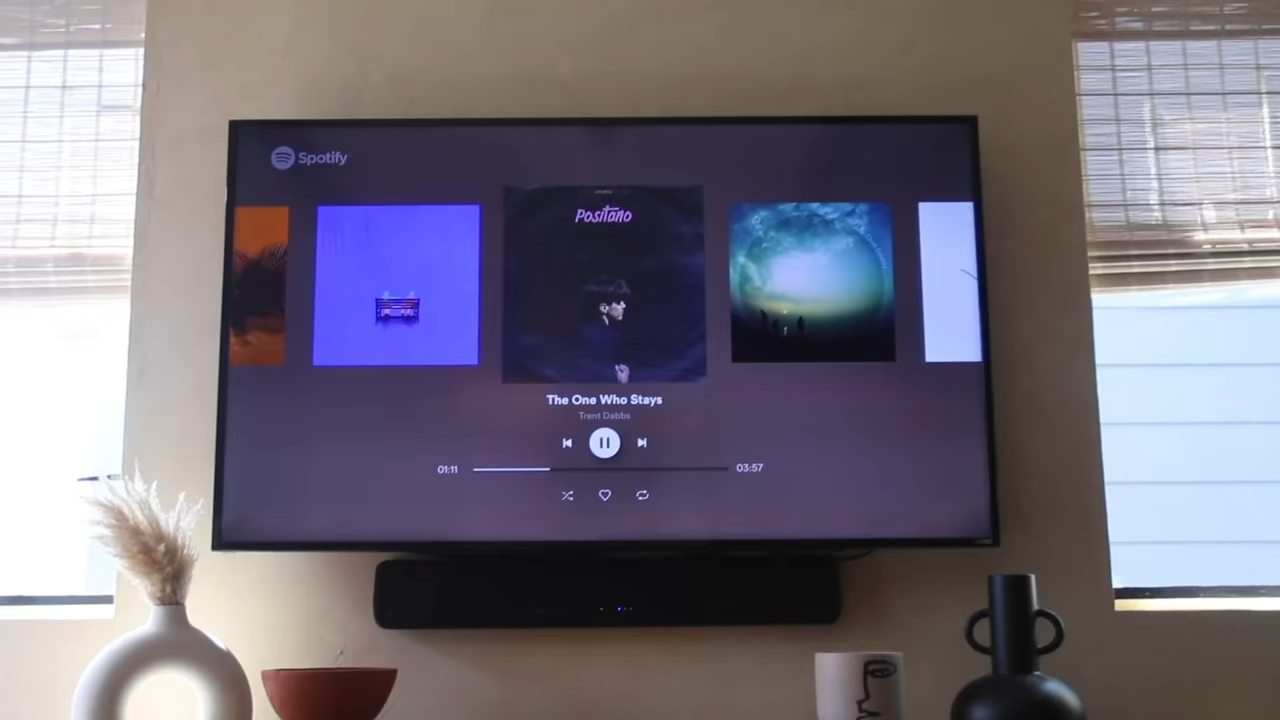 Spotify
Positano
The One Who Stays
Trent Dabbs
01:11
03:57